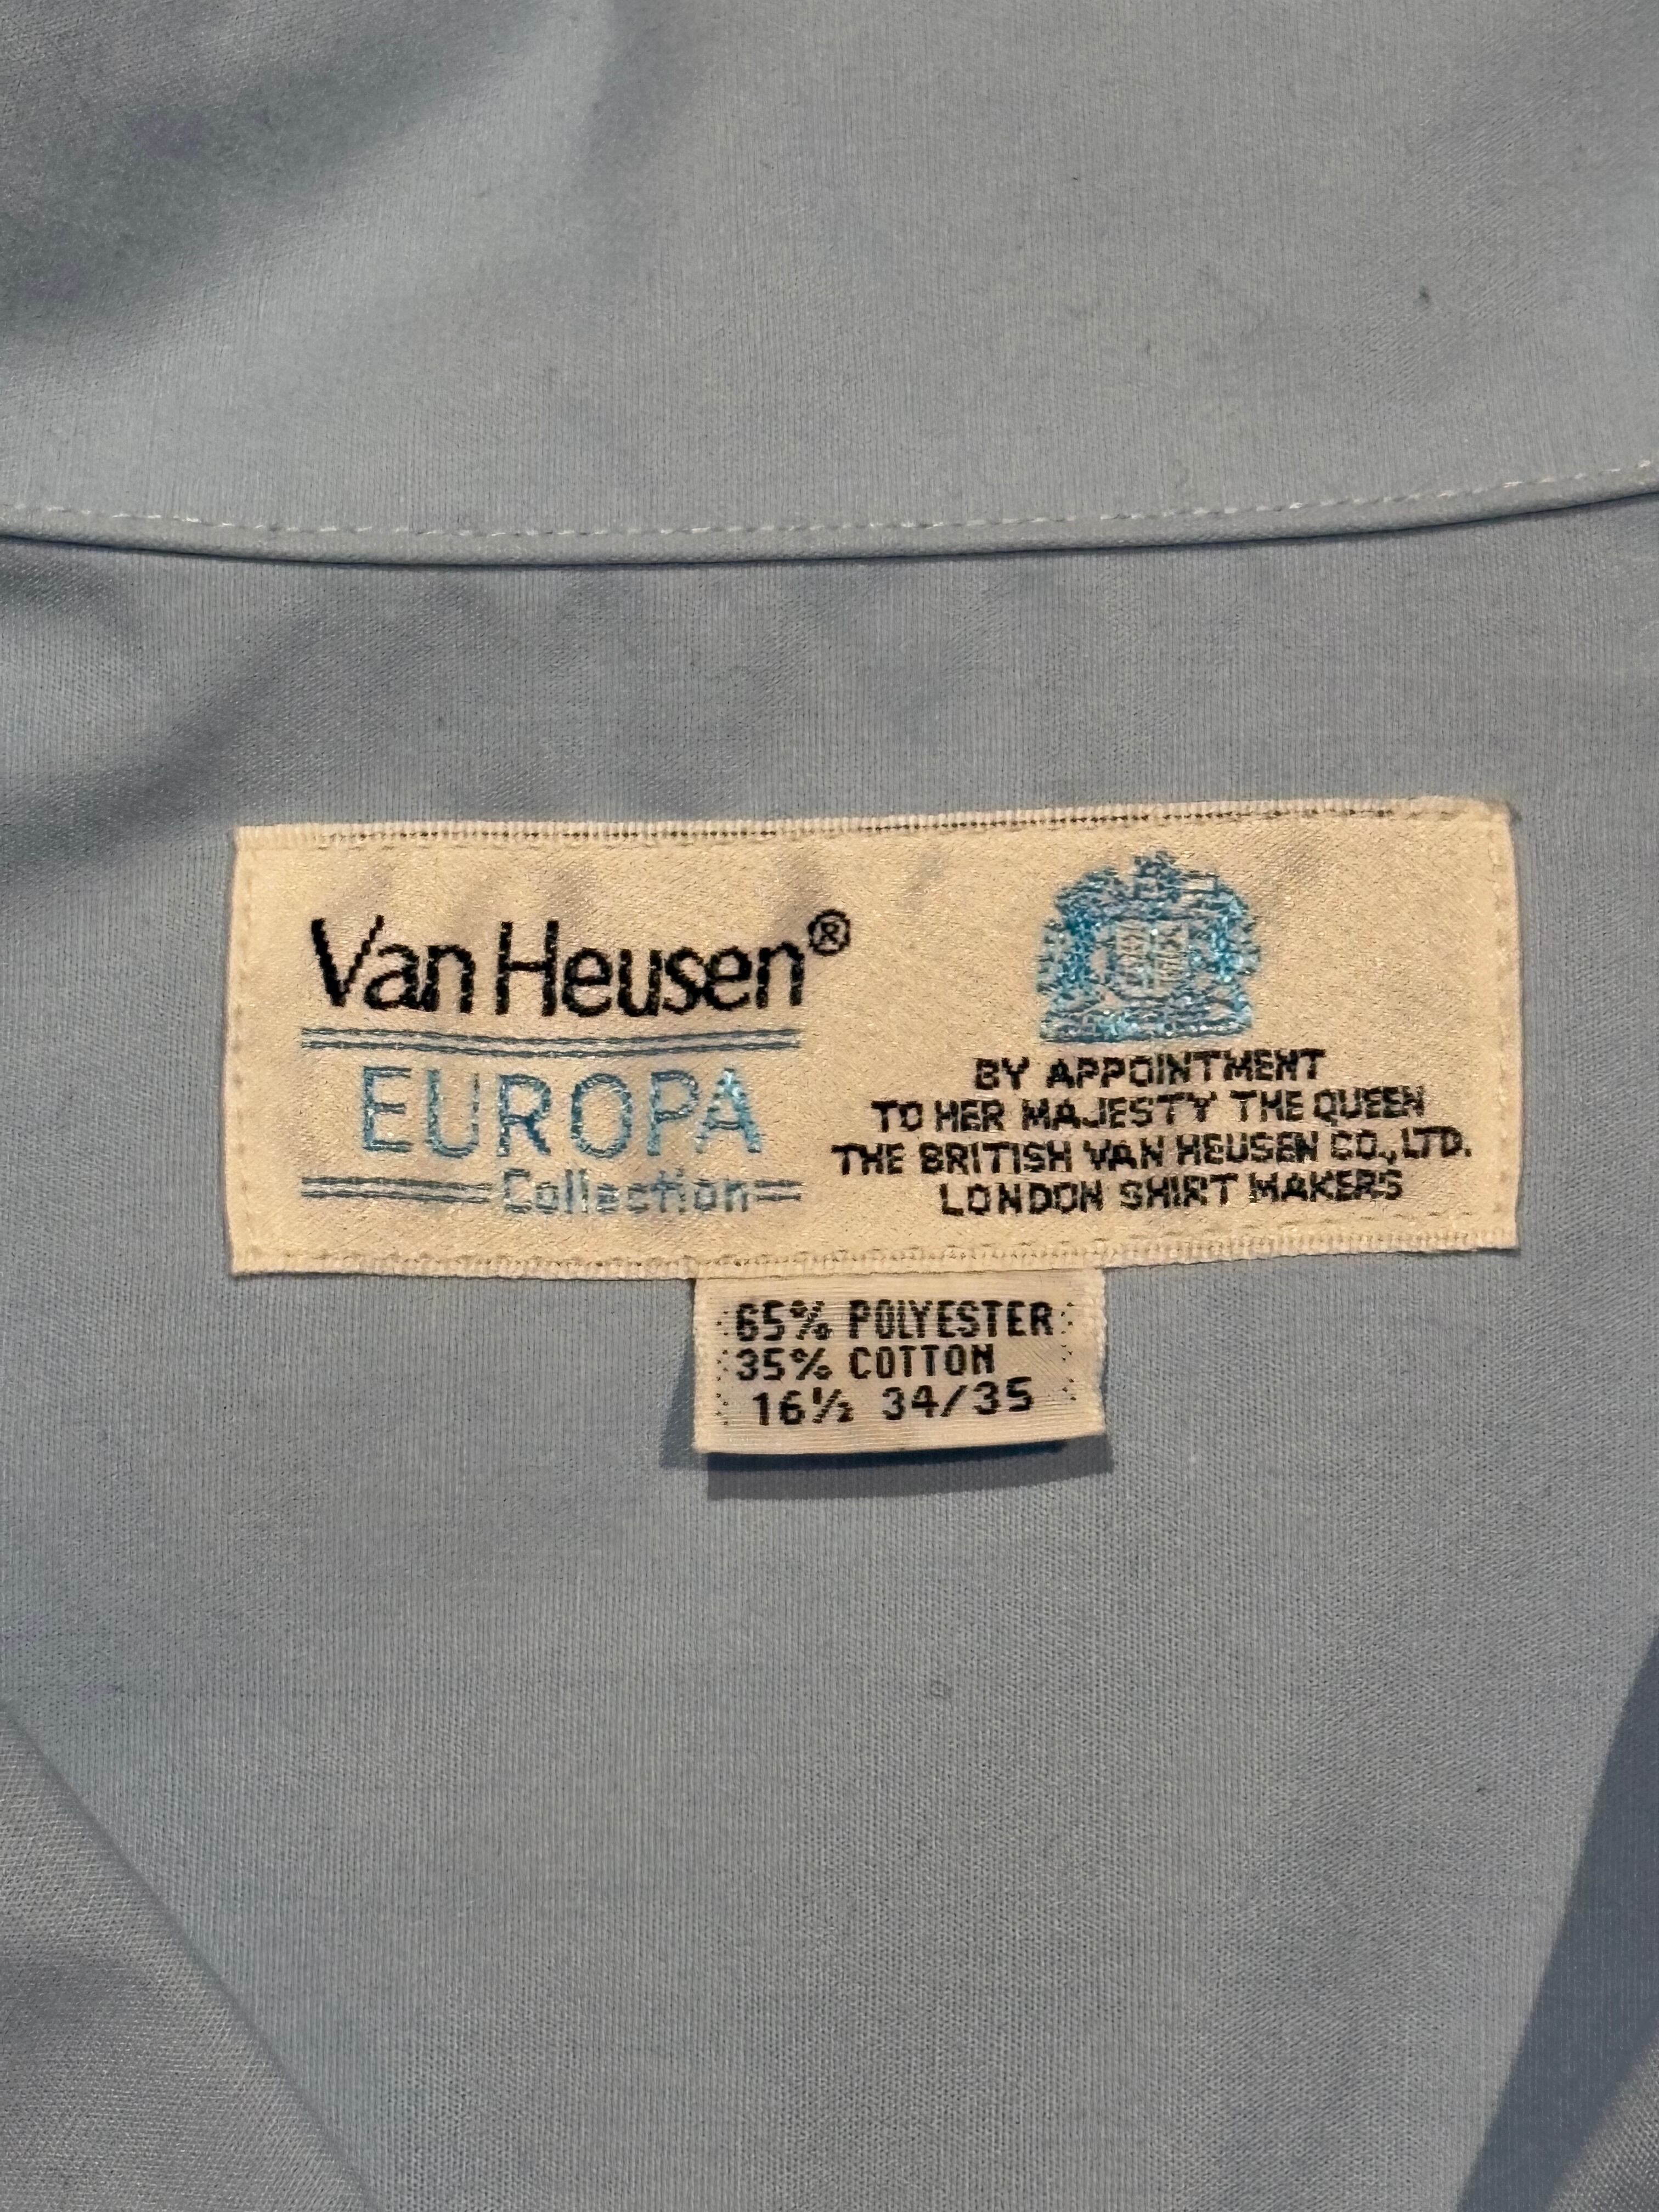 Van Heusen®
EUROPA
Collection
BY APPOINTMENT
TO HER MAJESTY THE QUEEN
THE BRITISH VAN HEUSEN CO., LTD.
LONDON SHIRT MAKERS
65% POLYESTER
35% COTTON
16½ 34/35